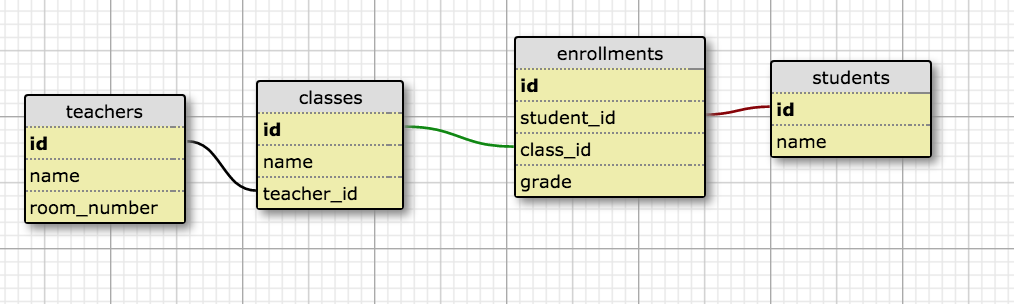 teachers
id
name
room_number
classes
id
name
teacher_id
enrollments
id
student_id
class_id
grade
students
id
name